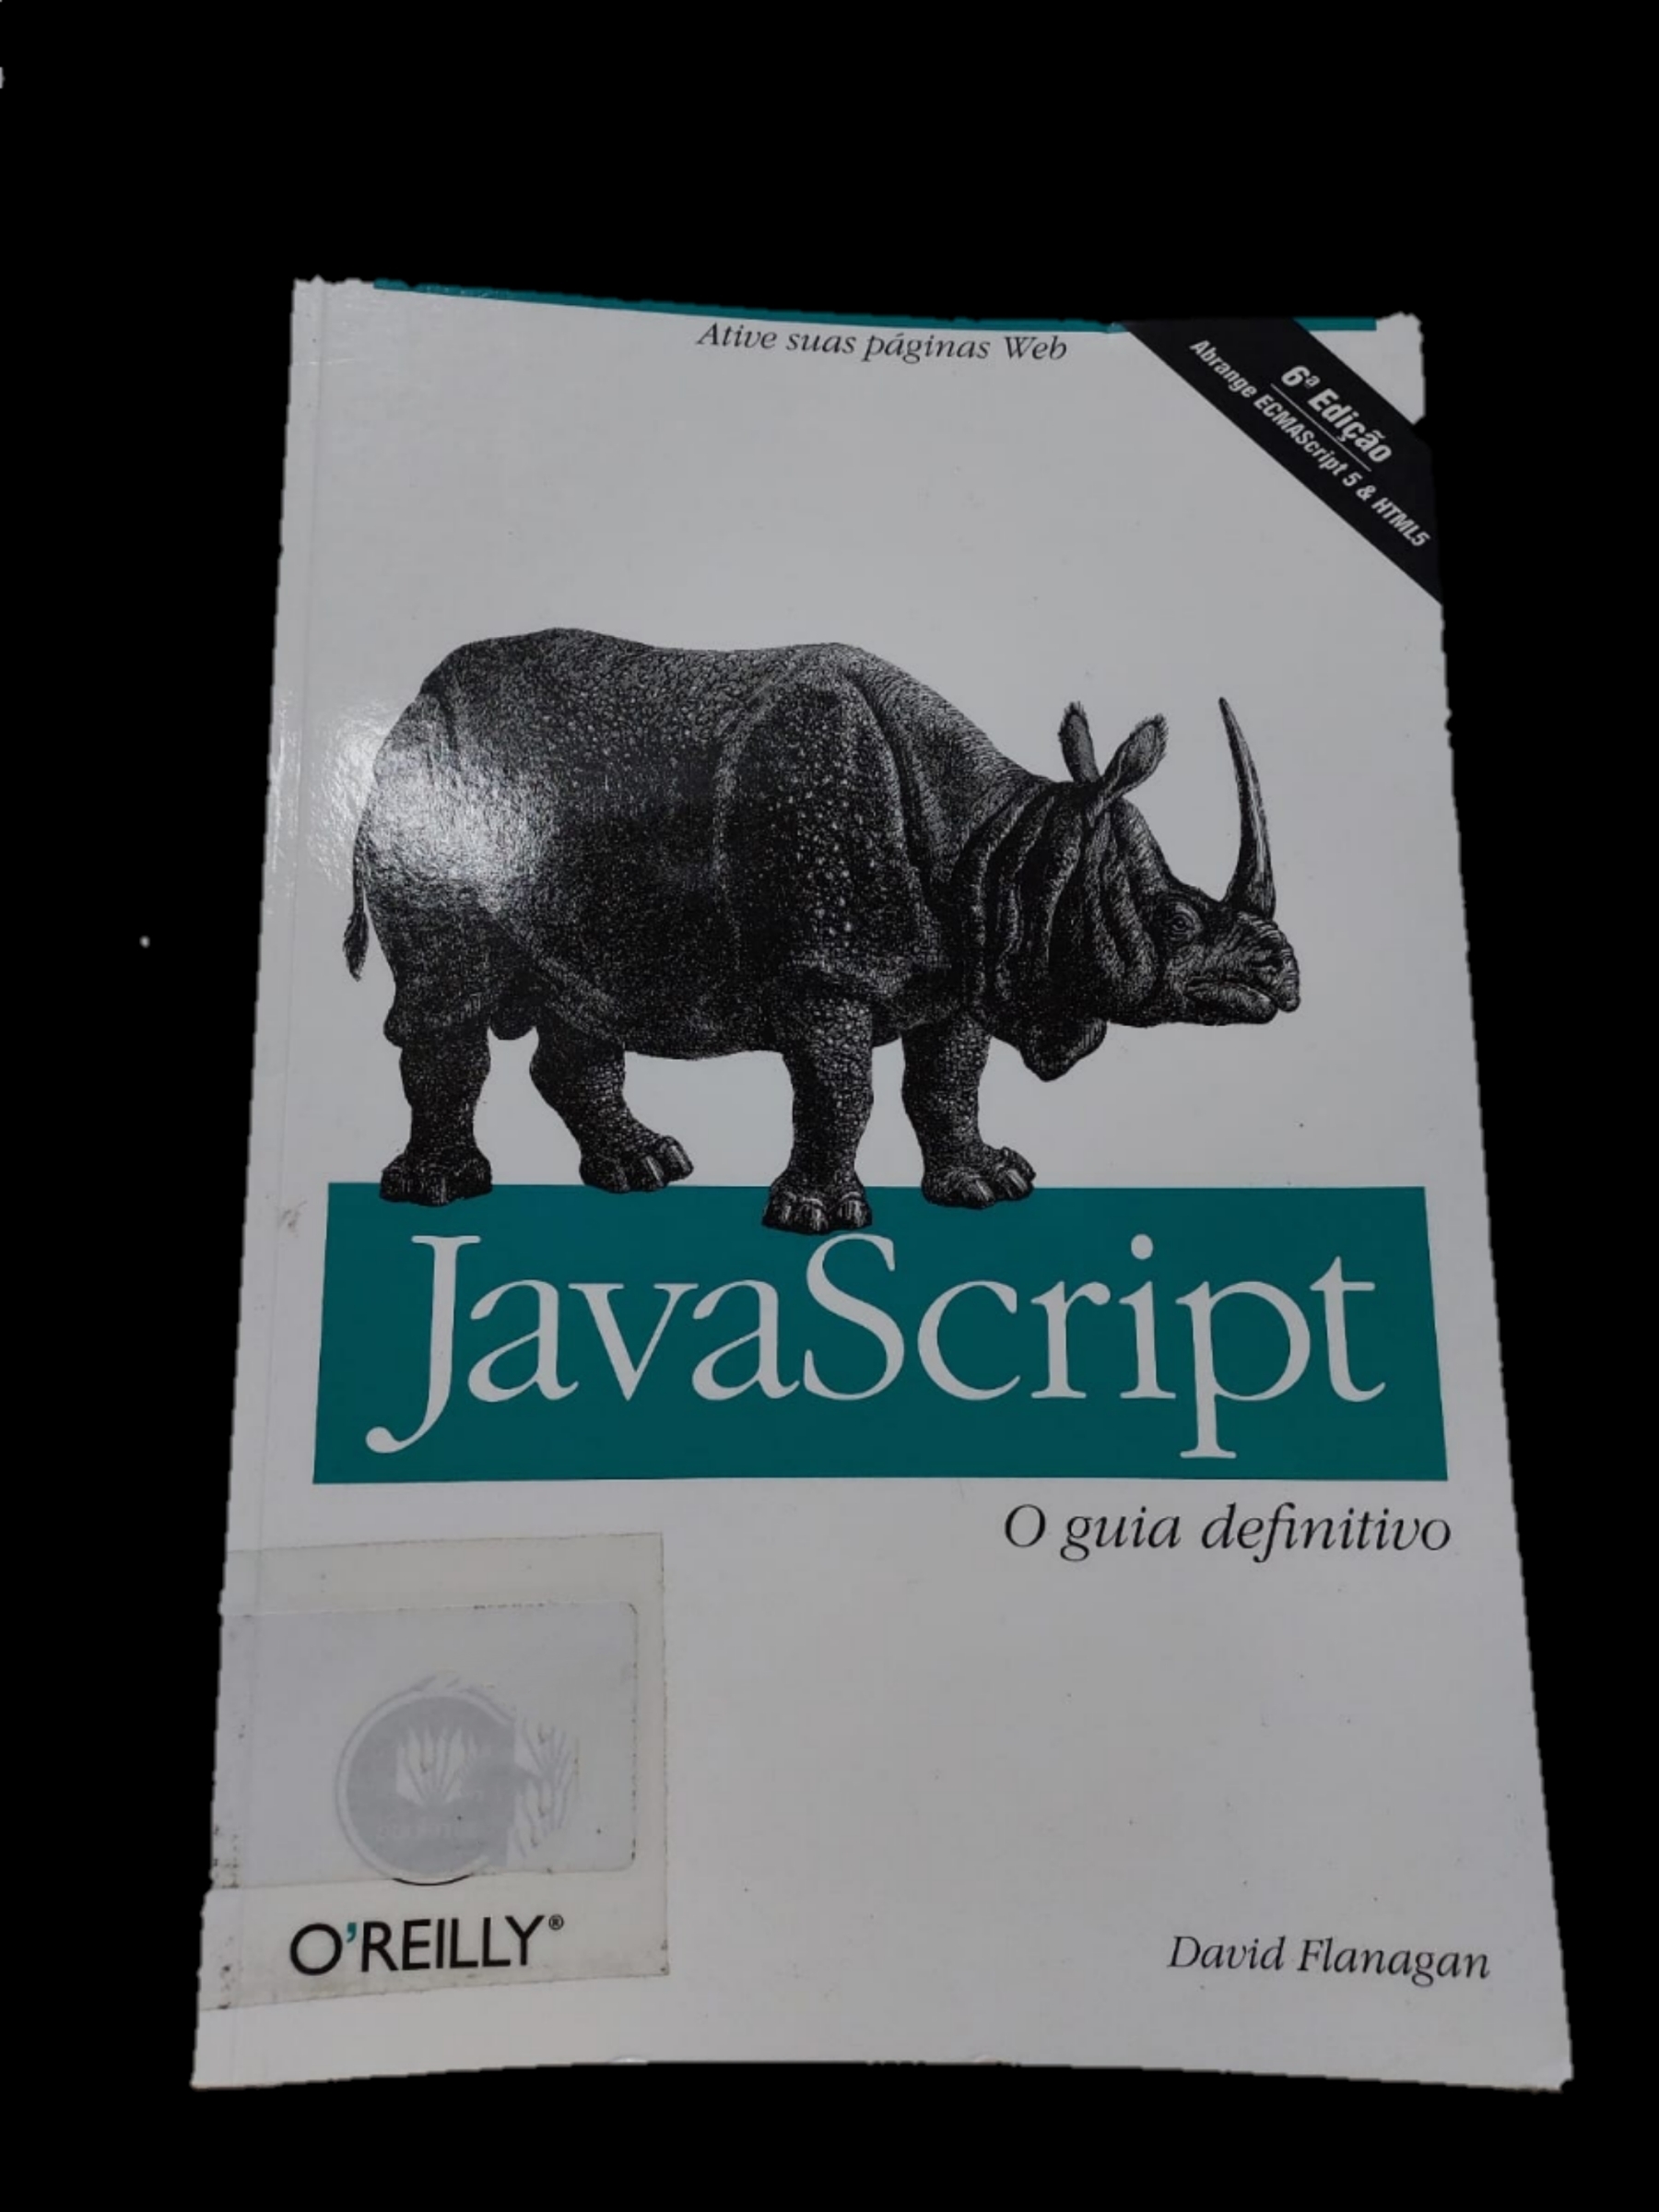 Ative suas páginas Web
6ª Edição
Abrange ECMAScript 5 & HTML5
JavaScript
O guia definitivo
O'REILLY®
David Flanagan